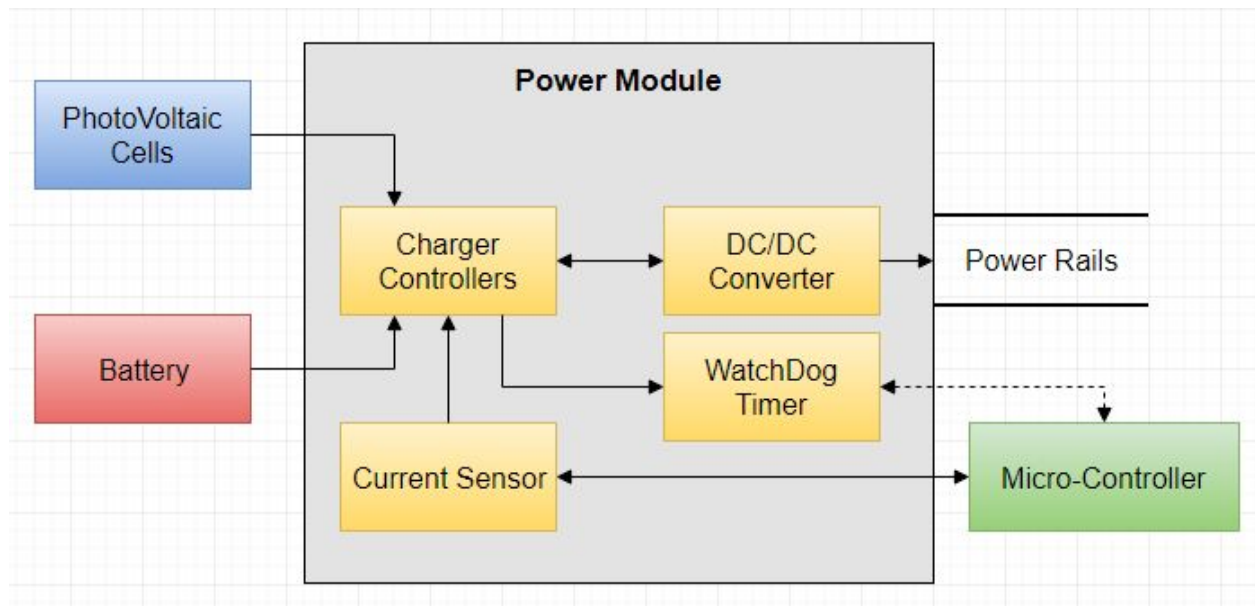 Power Module
PhotoVoltaic
Cells
Charger
Controllers
DC/DC
Converter
Power Rails
Battery
WatchDog
Timer
Current Sensor
Micro-Controller